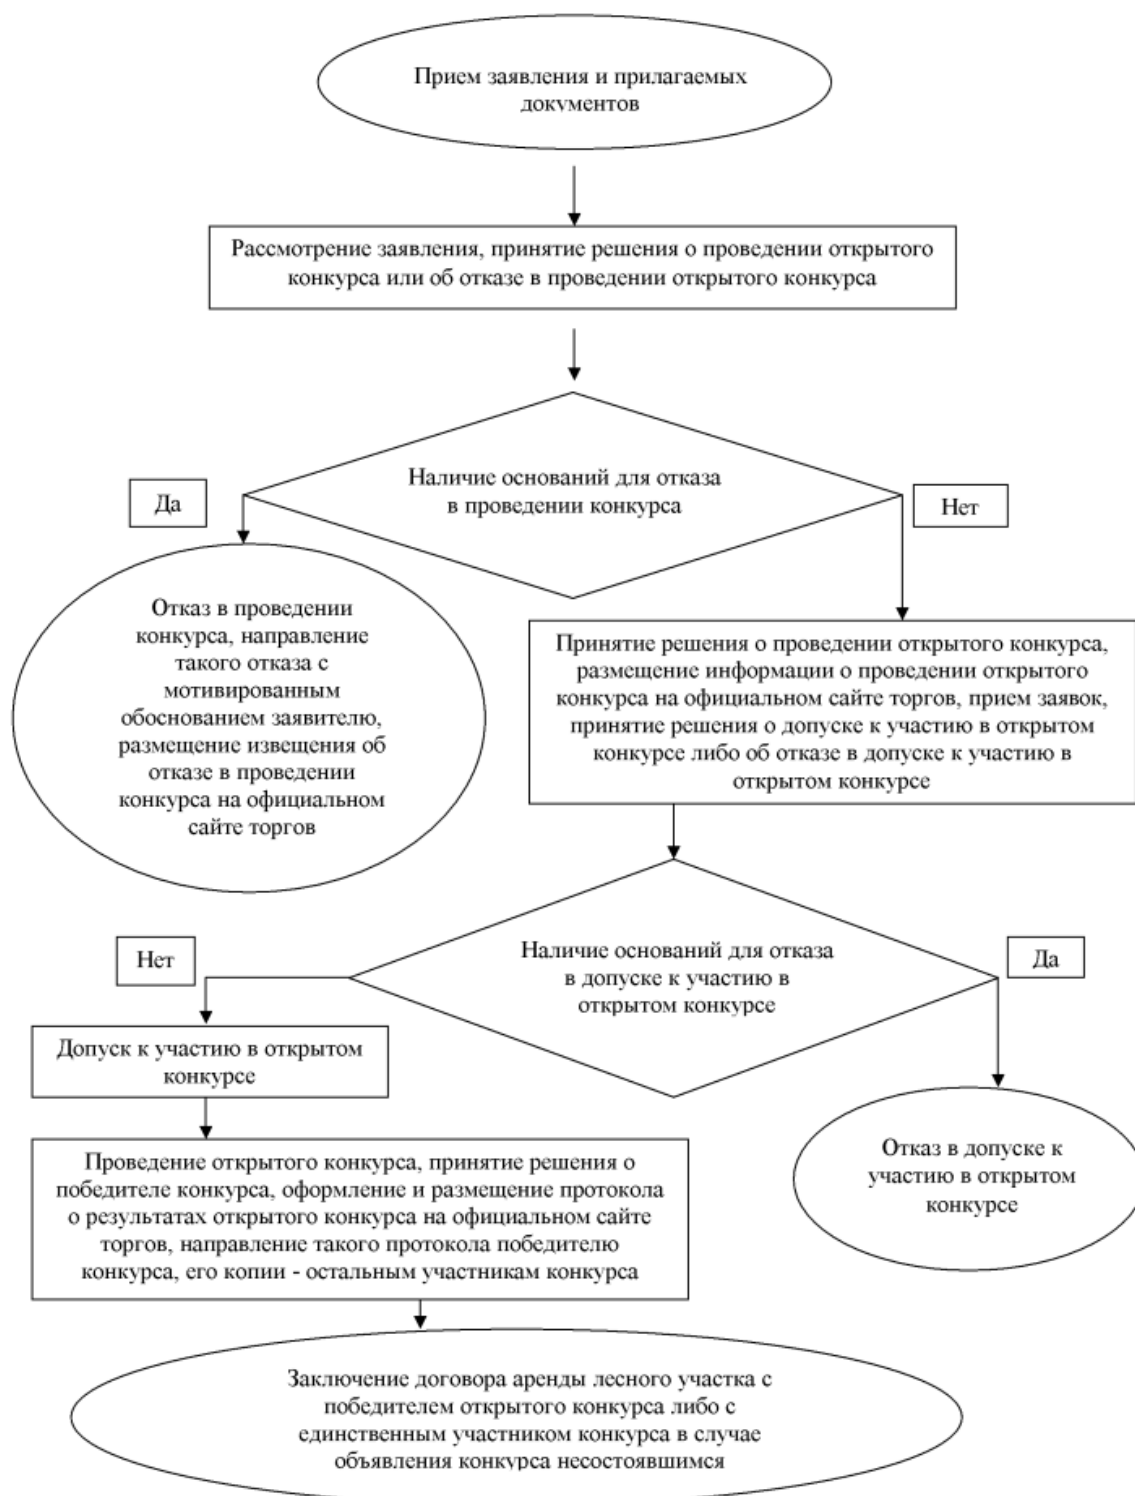 Прием заявления и прилагаемых
документов
Рассмотрение заявления, принятие решения о проведении открытого
конкурса или об отказе в проведении открытого конкурса
Наличие оснований для отказа
в проведении конкурса
Да
Нет
Отказ в проведении
конкурса, направление
такого отказа с
мотивированным
обоснованием заявителю,
размещение извещения об
отказе в проведении
конкурса на официальном
сайте торгов
Принятие решения о проведении открытого конкурса,
размещение информации о проведении открытого
конкурса на официальном сайте торгов, прием заявок,
принятие решения о допуске к участию в открытом
конкурсе либо об отказе в допуске к участию в
открытом конкурсе
Наличие оснований для отказа
в допуске к участию в
открытом конкурсе
Нет
Да
Допуск к участию в открытом
конкурсе
Отказ в допуске к
участию в открытом
конкурсе
Проведение открытого конкурса, принятие решения о
победителе конкурса, оформление и размещение протокола
о результатах открытого конкурса на официальном сайте
торгов, направление такого протокола победителю
конкурса, его копии - остальным участникам конкурса
Заключение договора аренды лесного участка с
победителем открытого конкурса либо с
единственным участником конкурса в случае
объявления конкурса несостоявшимся